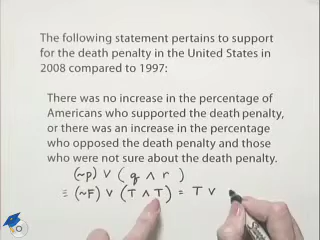 The following statement pertains to support
for the death penalty in the United States in
2008 compared to 1997:
There was no increase in the percentage of
Americans who supported the death penalty,
or there was an increase in the percentage
who opposed the death penalty and those
who were not sure about the death penalty.
(~p) ∨ (q ∧ r)
≡ (~F) ∨ (T ∧ T) ≡ T ∨